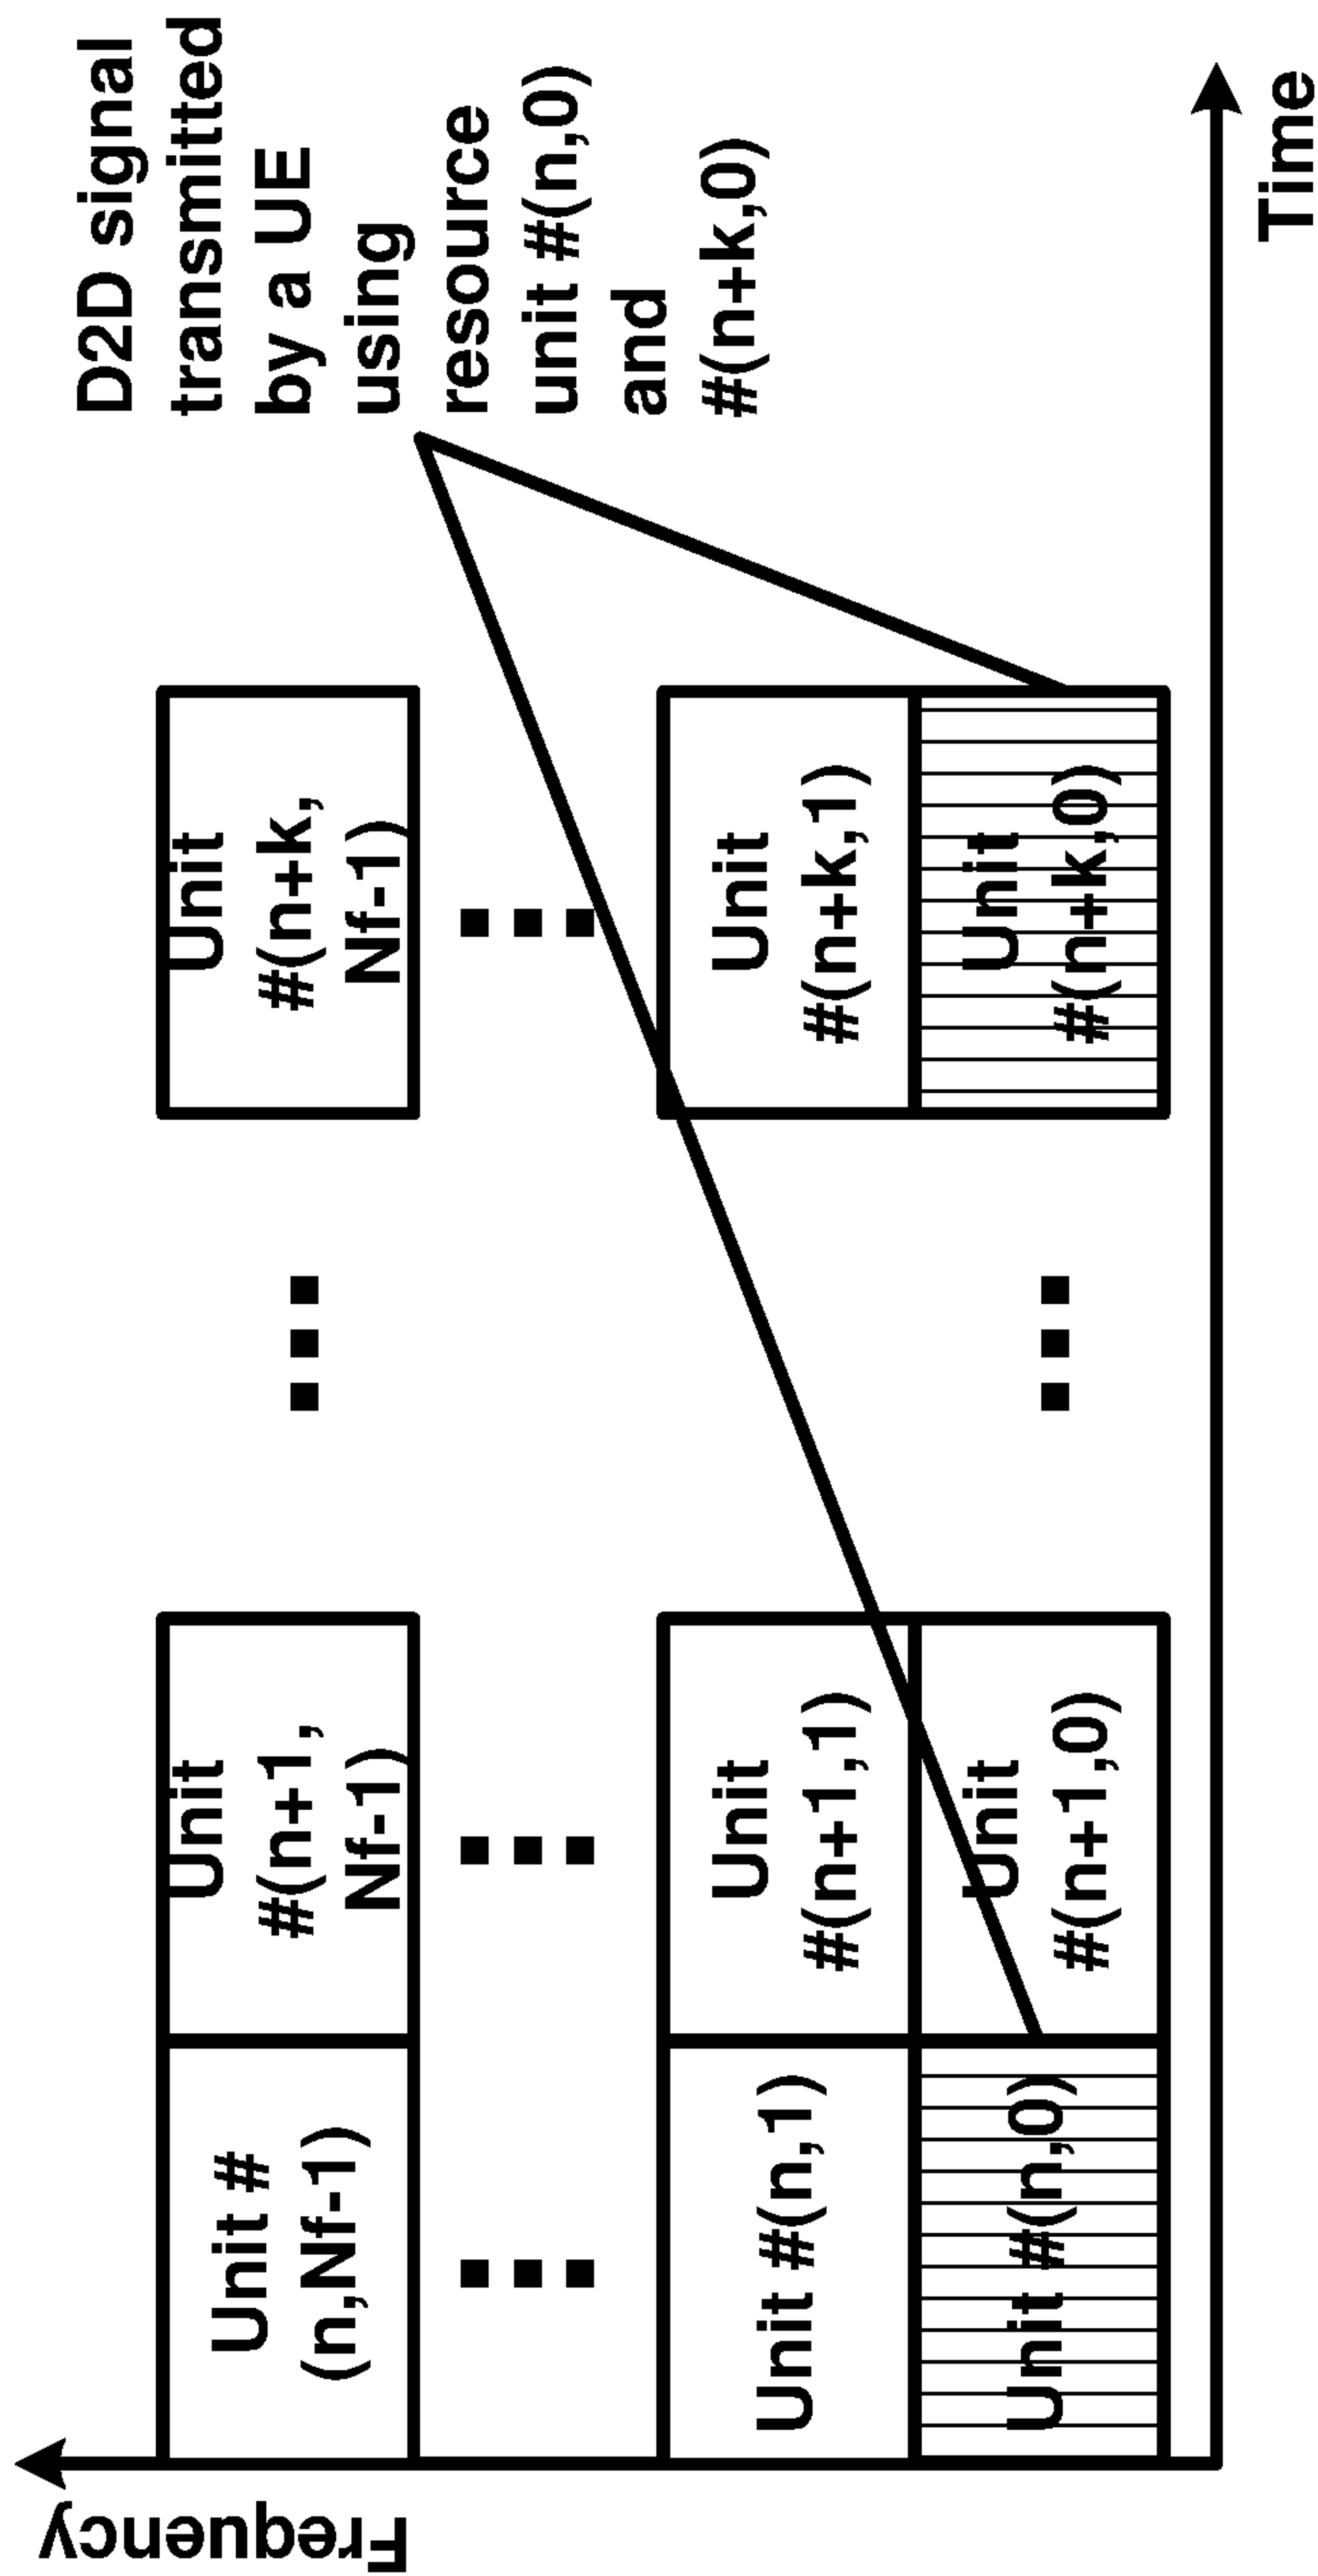 Frequency
Unit #
(n,Nf-1)
Unit
#(n+1,
Nf-1)
Unit
#(n+k,
Nf-1)
D2D signal
transmitted
by a UE
using
resource
unit #(n,0)
and
#(n+k,0)
Unit #(n,1)
Unit
#(n+1,1)
Unit
#(n+k,1)
Unit #(n,0)
Unit
#(n+1,0)
Unit
#(n+k,0)
Time